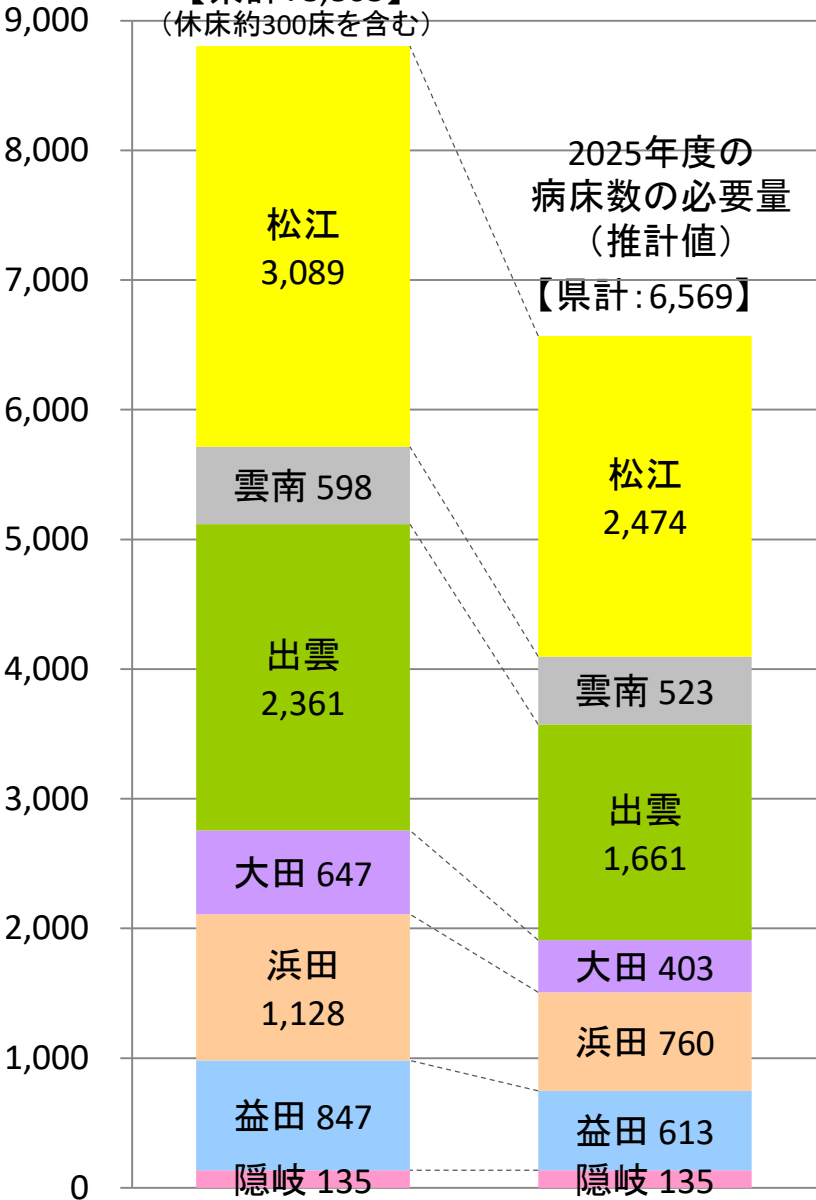 （休床約300床を含む）
9,000
8,000
7,000
6,000
5,000
4,000
3,000
2,000
1,000
0
松江
3,089
雲南 598
出雲
2,361
大田 647
浜田
1,128
益田 847
隠岐 135
2025年度の
病床数の必要量
（推計値）
【県計：6,569】
松江
2,474
雲南 523
出雲
1,661
大田 403
浜田 760
益田 613
隠岐 135